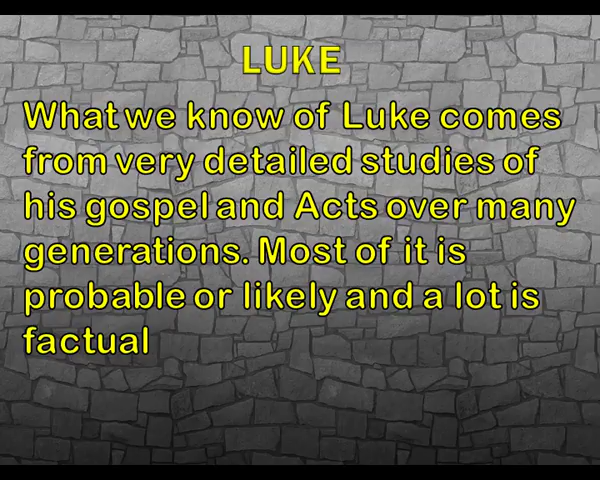 LUKE
What we know of Luke comes
from very detailed studies of
his gospel and Acts over many
generations. Most of it is
probable or likely and a lot is
factual